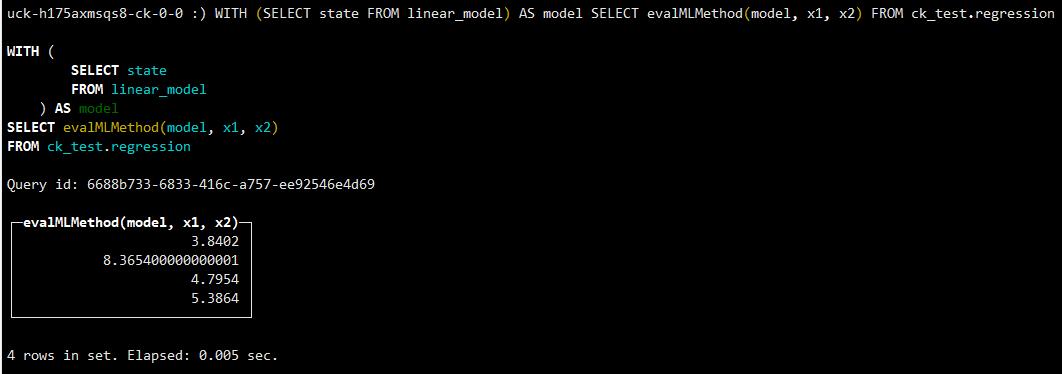 uck-h175axmsqs8-ck-0-0 :) WITH (SELECT state FROM linear_model) AS model SELECT evalMLMethod(model, x1, x2) FROM ck_test.regression
WITH (
SELECT state
FROM linear_model
) AS model
SELECT evalMLMethod(model, x1, x2)
FROM ck_test.regression
Query id: 6688b733-6833-416c-a757-ee92546e4d69
evalMLMethod(model, x1, x2)
3.8402
8.365400000000001
4.7954
5.3864
4 rows in set. Elapsed: 0.005 sec.